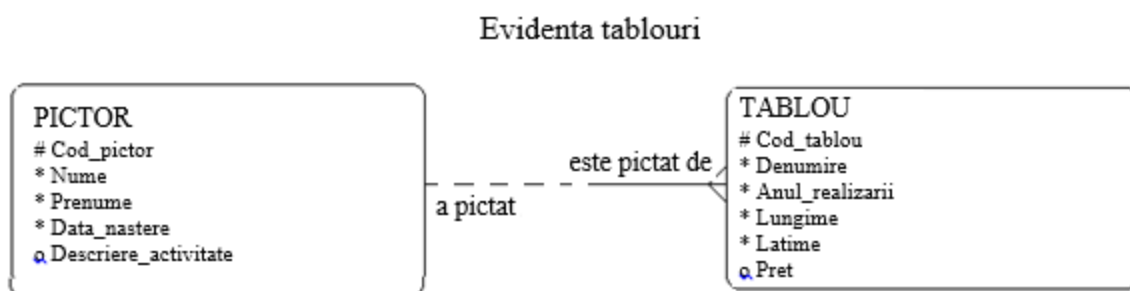 Evidenta tablouri
PICTOR
# Cod_pictor
* Nume
* Prenume
* Data_nastere
o Descriere_activitate
este pictat de
a pictat
TABLOU
# Cod_tablou
* Denumire
* Anul_realizarii
* Lungime
* Latime
o Pret